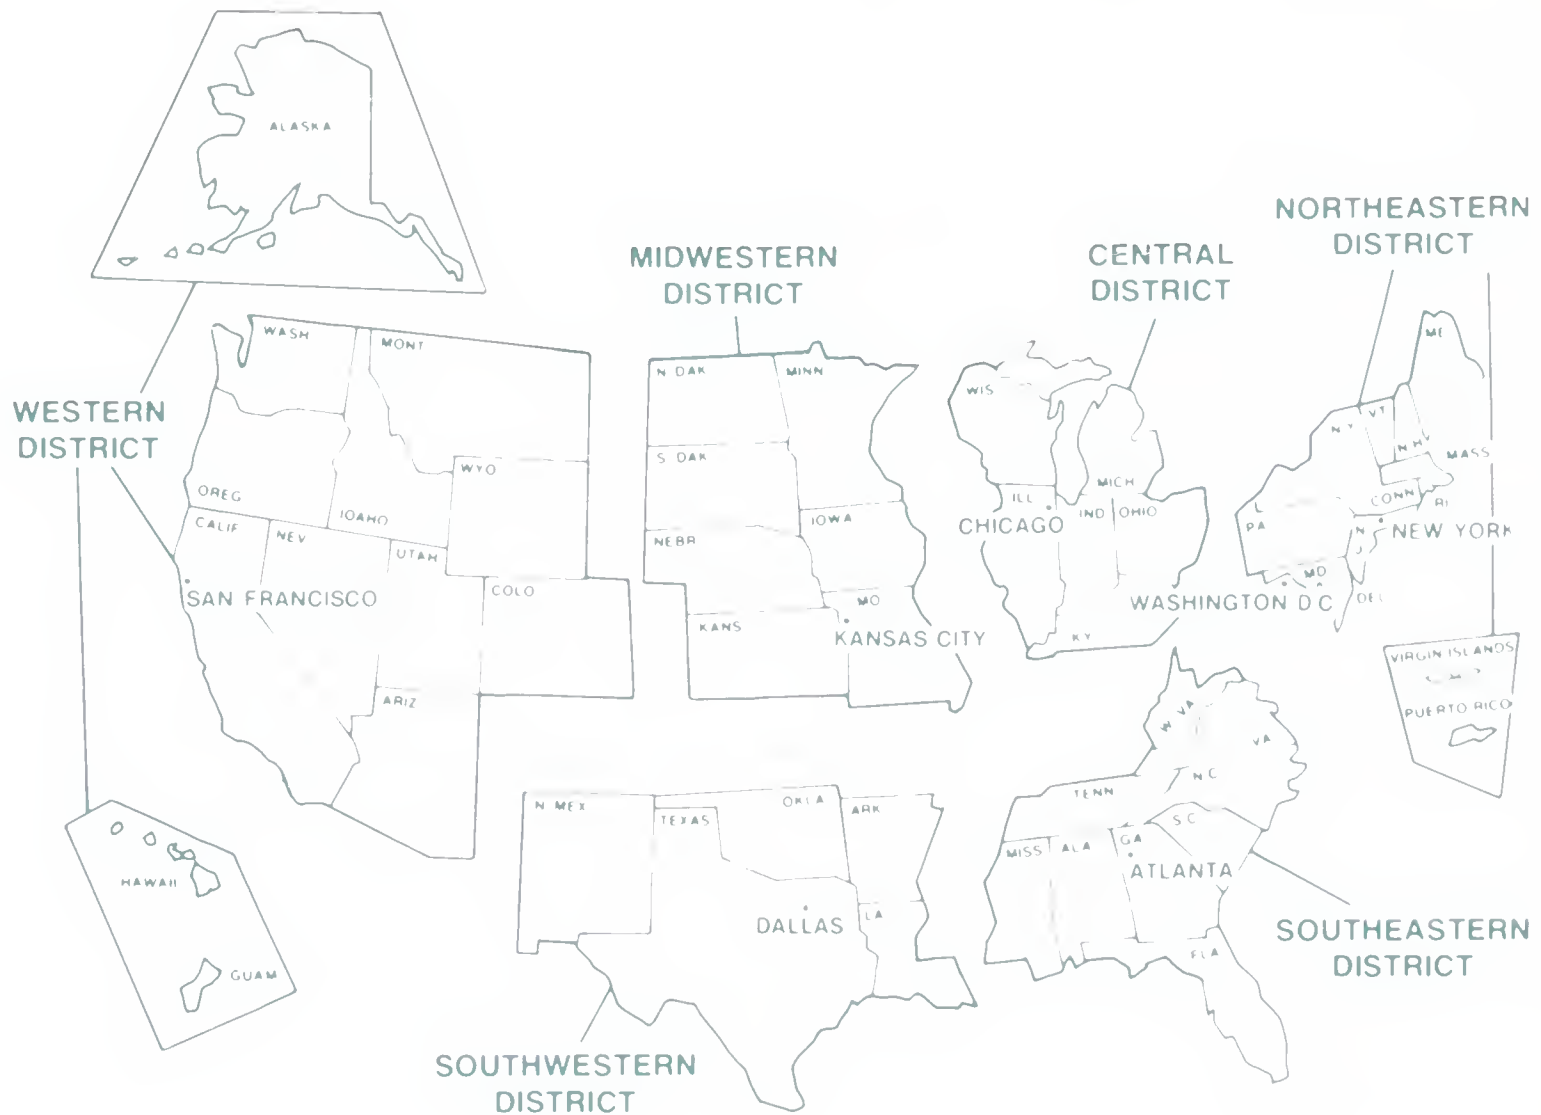 ALASKA
NORTHEASTERN
DISTRICT
MIDWESTERN
DISTRICT
CENTRAL
DISTRICT
WESTERN
DISTRICT
WASH
MONT
OREG
IOAHO
WYO
CALIF
NEV
UTAH
COLO
SAN FRANCISCO
ARIZ
HAWAII
GUAM
N DAK
MINN
S DAK
NEBR
IOWA
KANS
MO
KANSAS CITY
WIS
MICH
ILL
IND
OHIO
CHICAGO
KY
ME
VT
N Y
N H
MASS
CONN
RI
PA
N
J
NEW YORK
MD
DEL
WASHINGTON D C
VIRGIN ISLANDS
PUERTO RICO
N MEX
TEXAS
OKLA
ARK
DALLAS
LA
SOUTHWESTERN
DISTRICT
W VA
VA
N C
TENN
S C
MISS
ALA
GA
ATLANTA
FLA
SOUTHEASTERN
DISTRICT